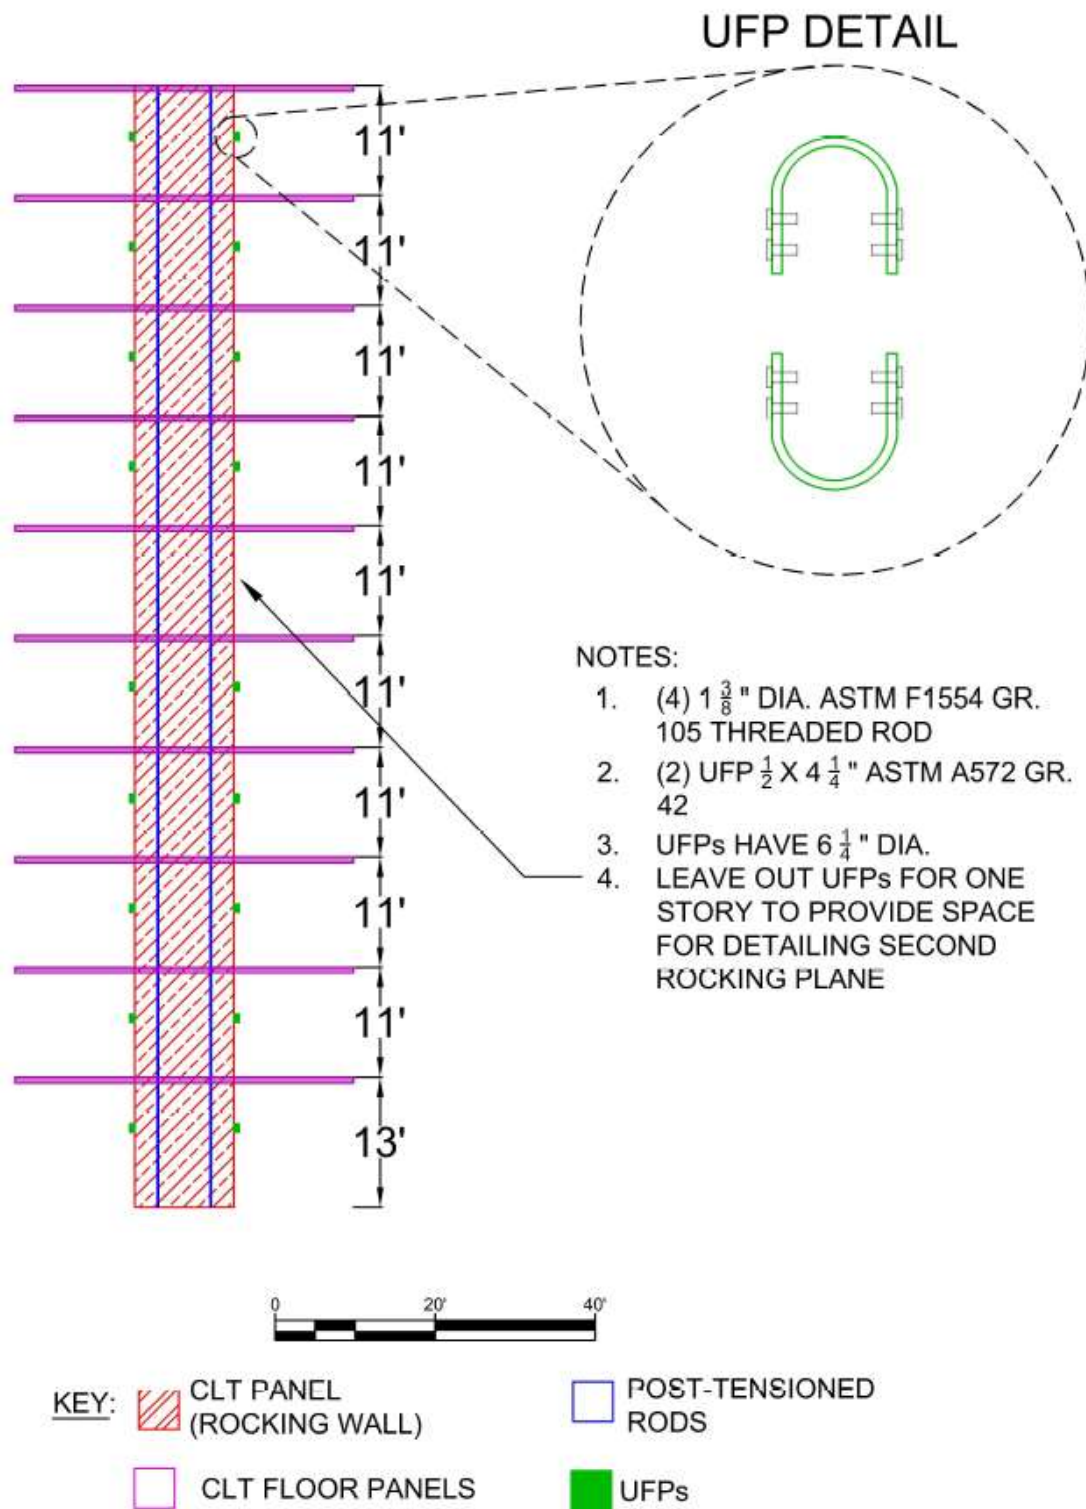 UFP DETAIL
11'
11'
11'
11'
11'
11'
11'
11'
11'
13'
NOTES:
1. (4) 1 3/8 " DIA. ASTM F1554 GR.
105 THREADED ROD
2. (2) UFP 1/2 X 4 1/4 " ASTM A572 GR.
42
3. UFPs HAVE 6 1/4 " DIA.
4. LEAVE OUT UFPs FOR ONE
STORY TO PROVIDE SPACE
FOR DETAILING SECOND
ROCKING PLANE
0 20' 40'
KEY:
CLT PANEL
(ROCKING WALL)
POST-TENSIONED
RODS
CLT FLOOR PANELS
UFPs